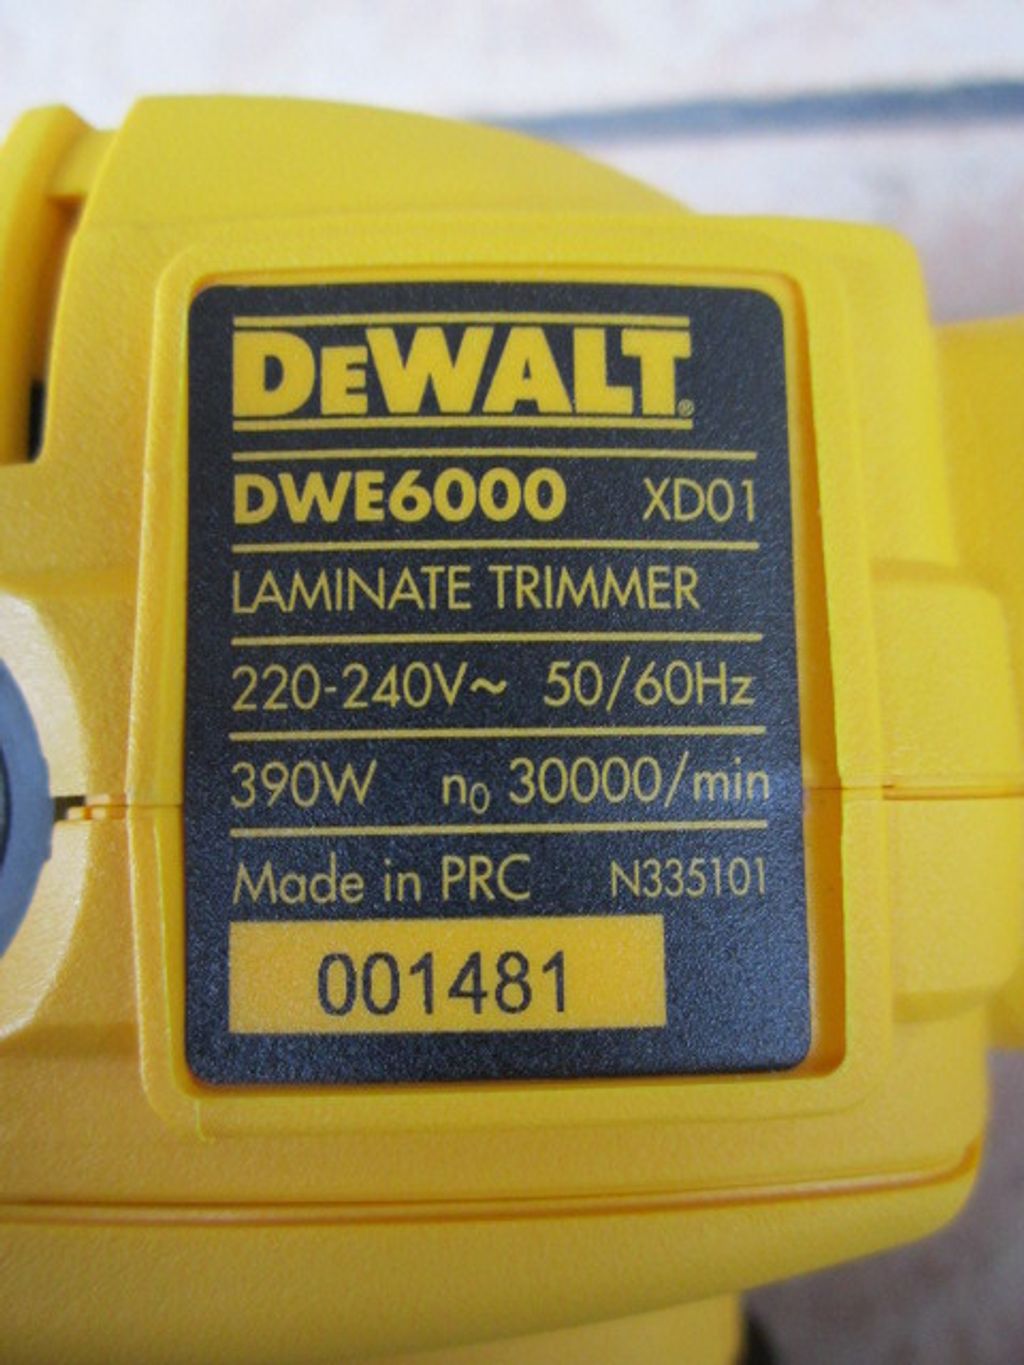 DEWALT®
DWE6000 XD01
LAMINATE TRIMMER
220-240V~ 50/60Hz
390W n₀ 30000/min
Made in PRC N335101
001481